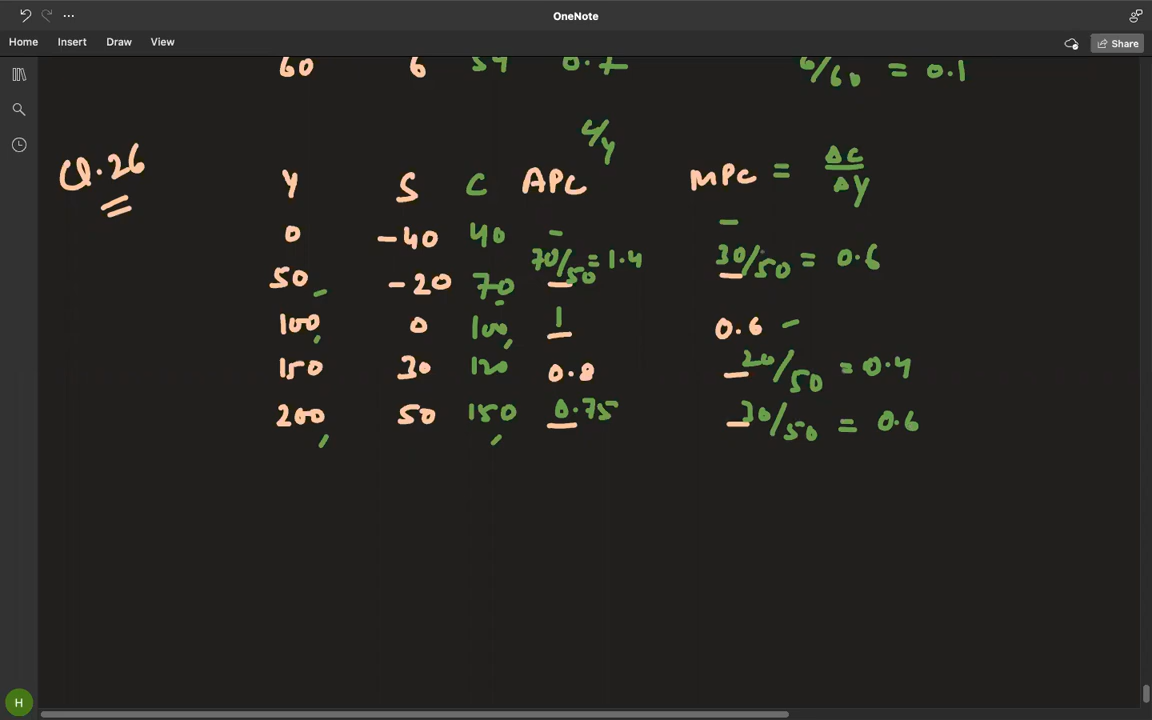 OneNote
Home Insert Draw View Share
60 6 54 6/60 = 0.1
C/Y
Q.26 Y S C APC MPC = ΔC/ΔY
0 -40 40 - -
50 -20 70 70/50 = 1.4 30/50 = 0.6
100 0 100 1 0.6
150 30 120 0.8 20/50 = 0.4
200 50 150 0.75 30/50 = 0.6
H